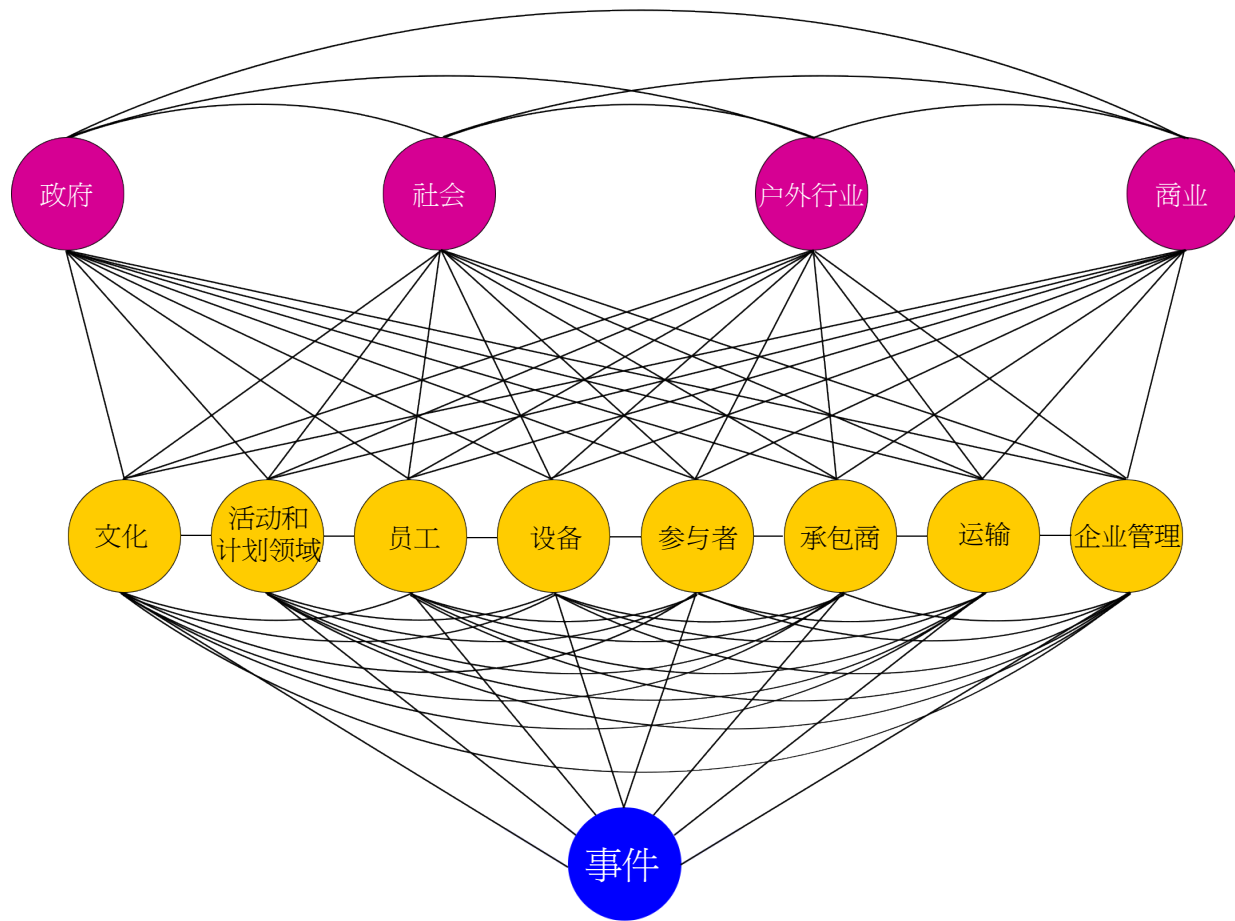 政府
社会
户外行业
商业
文化
活动和
计划领域
员工
设备
参与者
承包商
运输
企业管理
事件